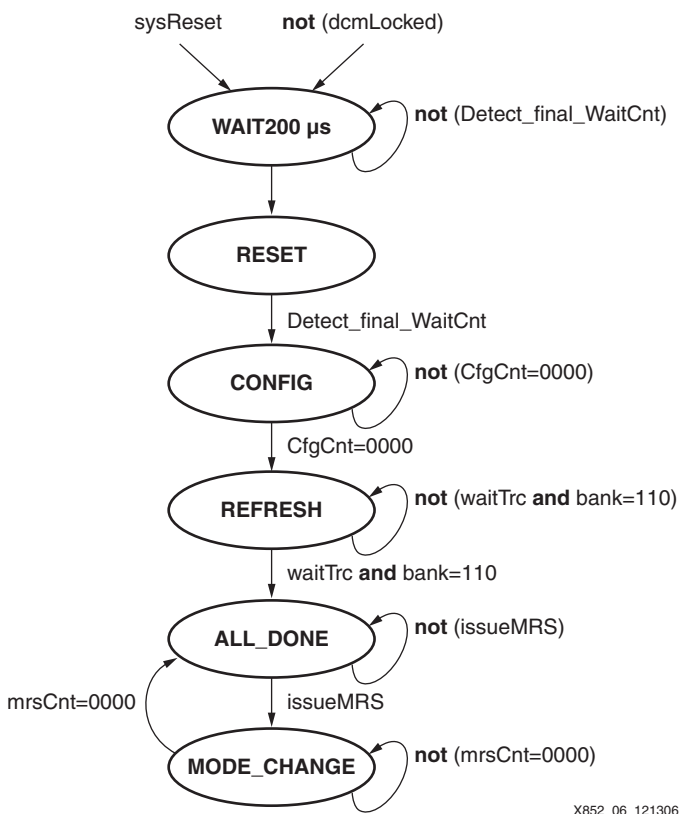 sysReset
not (dcmLocked)
WAIT200 µs
not (Detect_final_WaitCnt)
RESET
Detect_final_WaitCnt
CONFIG
not (CfgCnt=0000)
CfgCnt=0000
REFRESH
not (waitTrc and bank=110)
waitTrc and bank=110
ALL_DONE
not (issueMRS)
mrsCnt=0000
issueMRS
MODE_CHANGE
not (mrsCnt=0000)
X852_06_121306